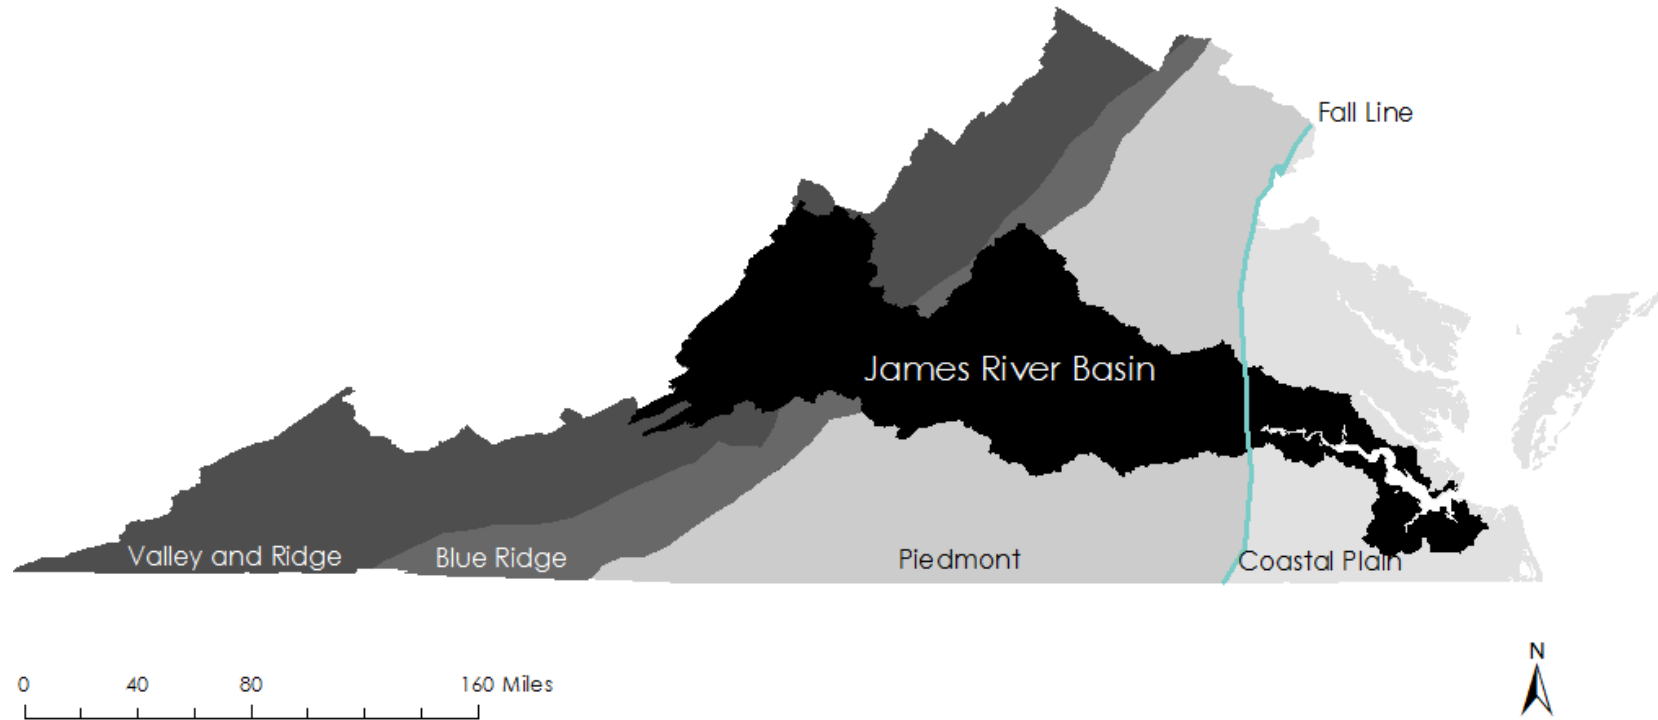 Fall Line
James River Basin
Valley and Ridge
Blue Ridge
Piedmont
Coastal Plain
0 40 80 160 Miles
N